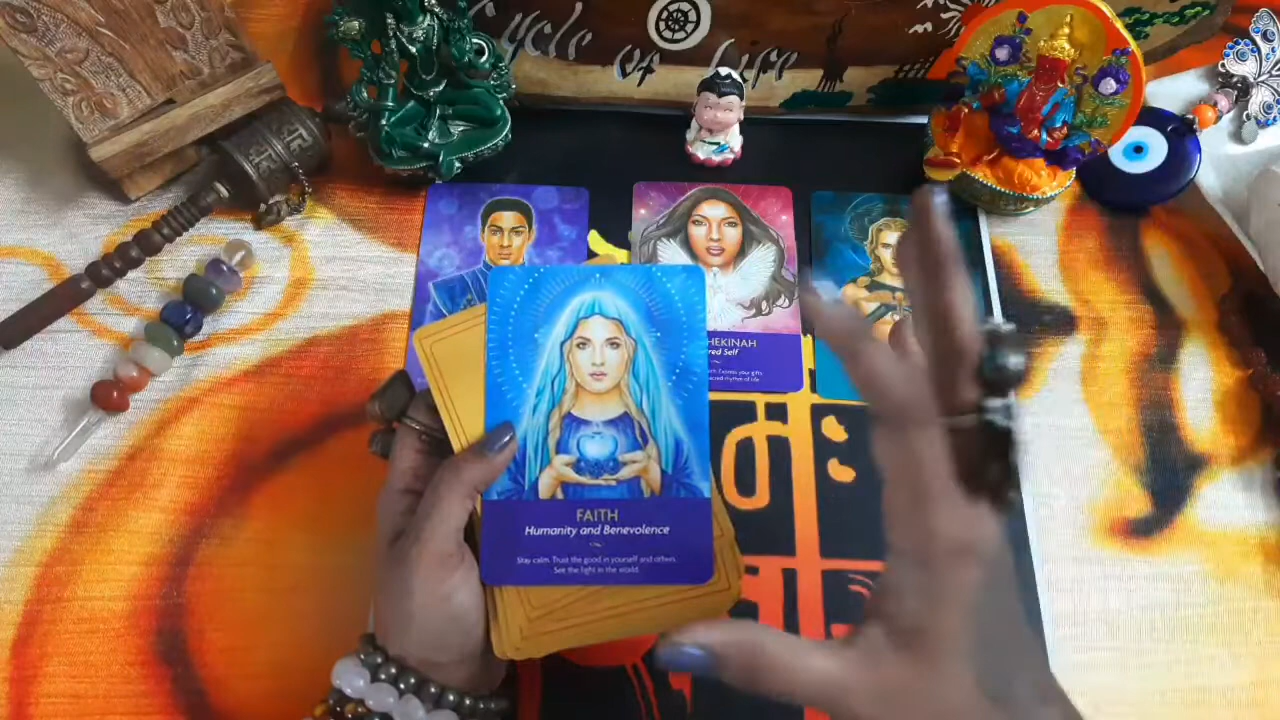 Cycle of Life
HEKINAH
red Self
FAITH
Humanity and Benevolence
Stay calm. Trust the good in yourself and others.
See the light in the world.
मः